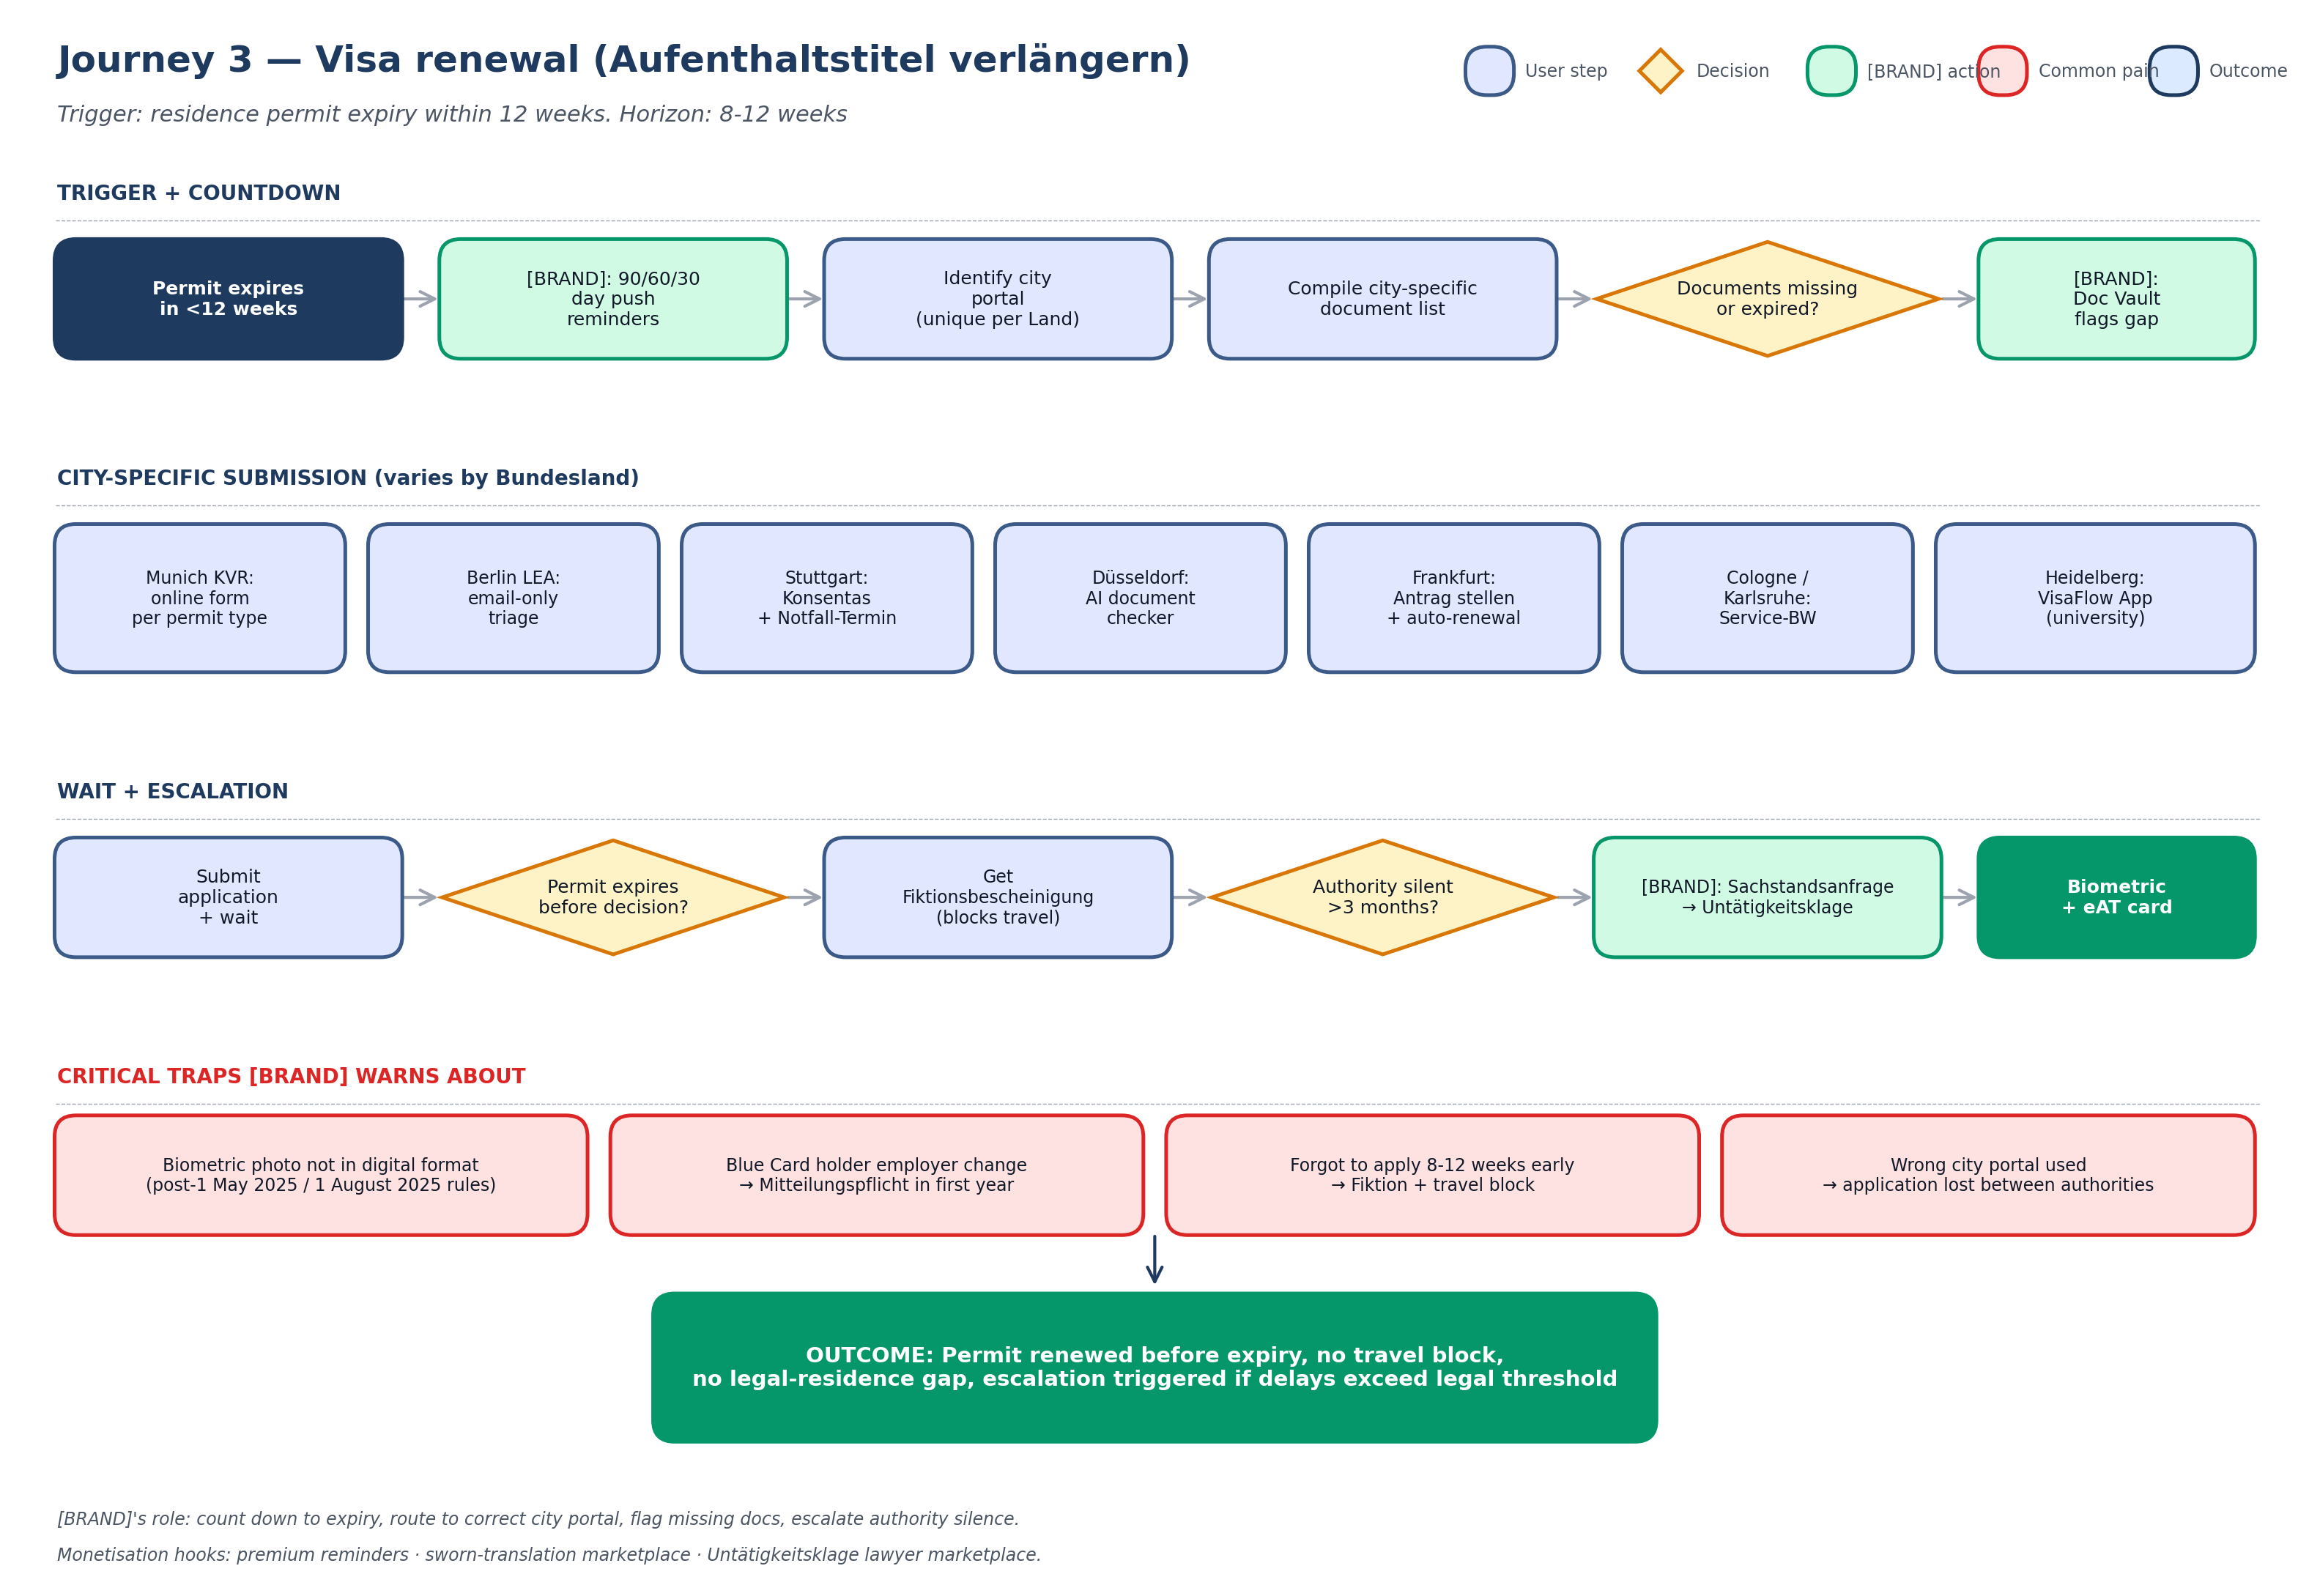 Journey 3 — Visa renewal (Aufenthaltstitel verlängern)
Trigger: residence permit expiry within 12 weeks. Horizon: 8-12 weeks
User step
Decision
[BRAND] action
Common pain
Outcome
TRIGGER + COUNTDOWN
Permit expires
in <12 weeks
[BRAND]: 90/60/30
day push
reminders
Identify city
portal
(unique per Land)
Compile city-specific
document list
Documents missing
or expired?
[BRAND]:
Doc Vault
flags gap
CITY-SPECIFIC SUBMISSION (varies by Bundesland)
Munich KVR:
online form
per permit type
Berlin LEA:
email-only
triage
Stuttgart:
Konsentas
+ Notfall-Termin
Düsseldorf:
AI document
checker
Frankfurt:
Antrag stellen
+ auto-renewal
Cologne /
Karlsruhe:
Service-BW
Heidelberg:
VisaFlow App
(university)
WAIT + ESCALATION
Submit
application
+ wait
Permit expires
before decision?
Get
Fiktionsbescheinigung
(blocks travel)
Authority silent
>3 months?
[BRAND]: Sachstandsanfrage
→ Untätigkeitsklage
Biometric
+ eAT card
CRITICAL TRAPS [BRAND] WARNS ABOUT
Biometric photo not in digital format
(post-1 May 2025 / 1 August 2025 rules)
Blue Card holder employer change
→ Mitteilungspflicht in first year
Forgot to apply 8-12 weeks early
→ Fiktion + travel block
Wrong city portal used
→ application lost between authorities
OUTCOME: Permit renewed before expiry, no travel block,
no legal-residence gap, escalation triggered if delays exceed legal threshold
[BRAND]'s role: count down to expiry, route to correct city portal, flag missing docs, escalate authority silence.
Monetisation hooks: premium reminders · sworn-translation marketplace · Untätigkeitsklage lawyer marketplace.